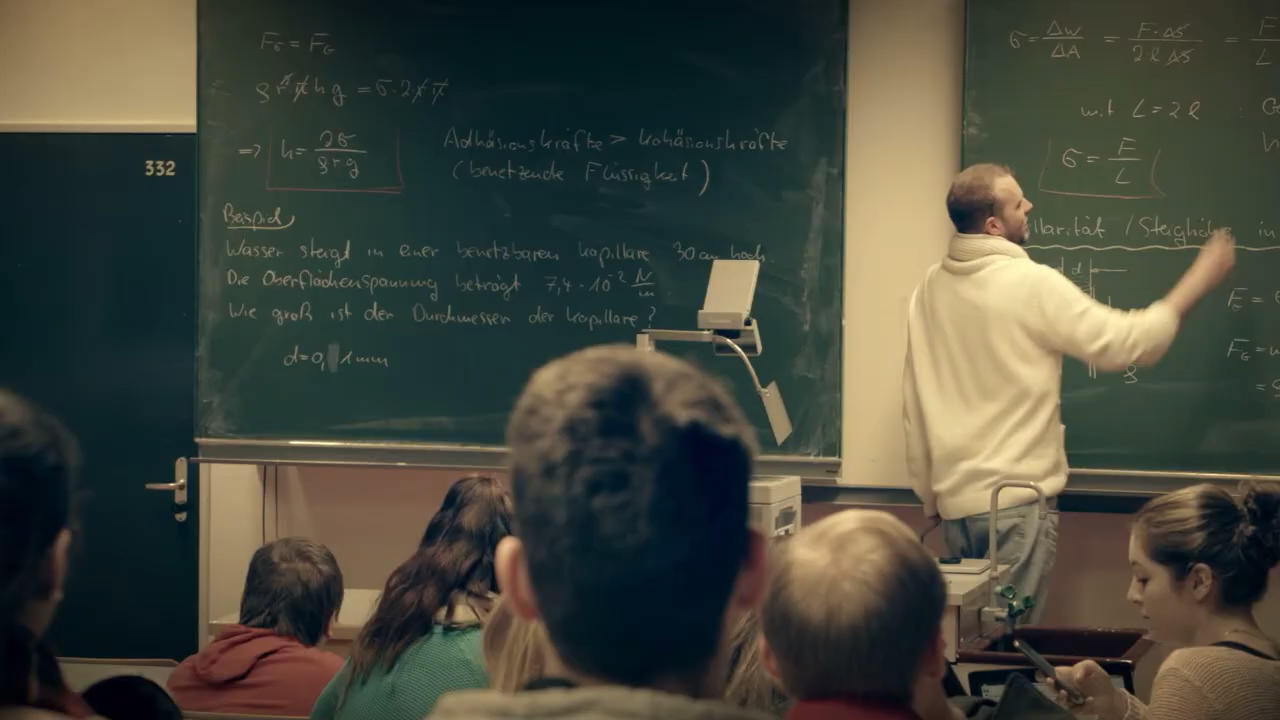 332
F_σ = F_G
ρ r² π h g = σ · 2 r π
=> h = 2σ / ρ r g
Adhäsionskräfte > Kohäsionskräfte
(benetzende Flüssigkeit)
Beispiel
Wasser steigt in einer benetzbaren Kapillare 30 cm hoch.
Die Oberflächenspannung beträgt 7,4 · 10⁻² N/m
Wie groß ist der Durchmesser der Kapillare?
d = 0,1 mm
σ = ΔW / ΔA = F · Δs / 2 l Δs = F / L
mit L = 2 l :
σ = F / L
llarität / Steighöhe in
d
E =
F_G =
=
ρ